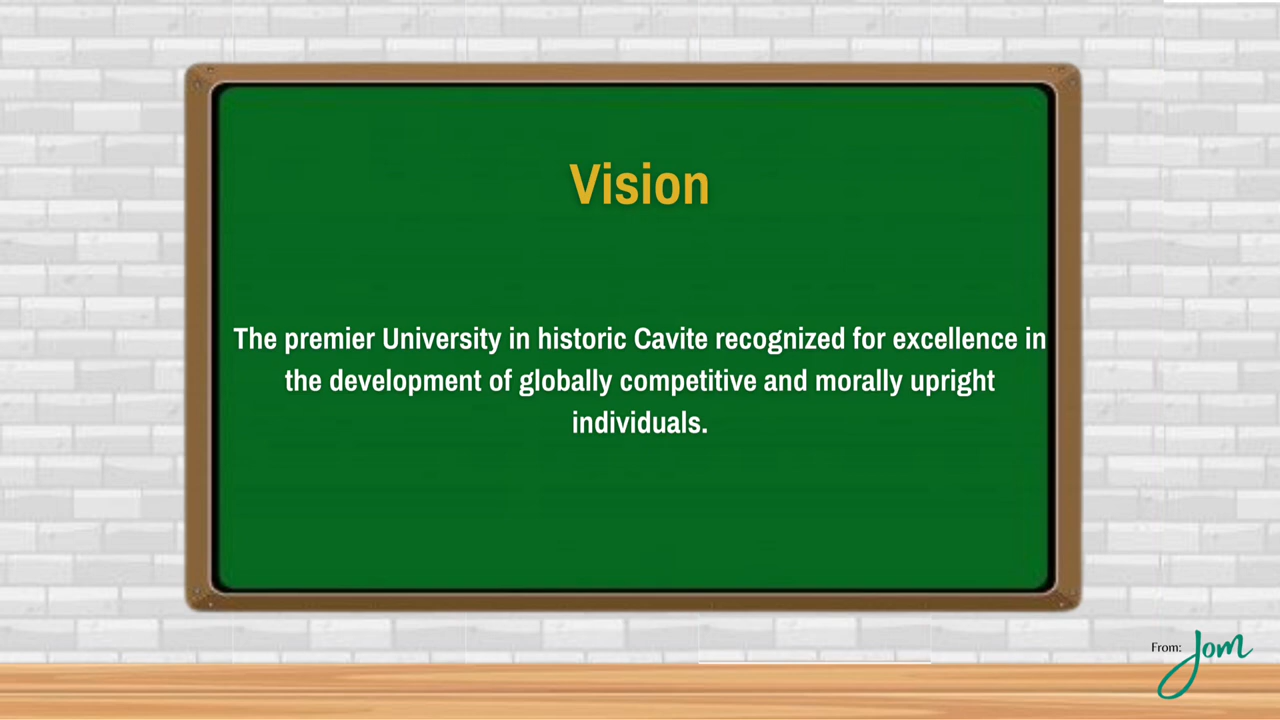 Vision
The premier University in historic Cavite recognized for excellence in
the development of globally competitive and morally upright
individuals.
From: Jom